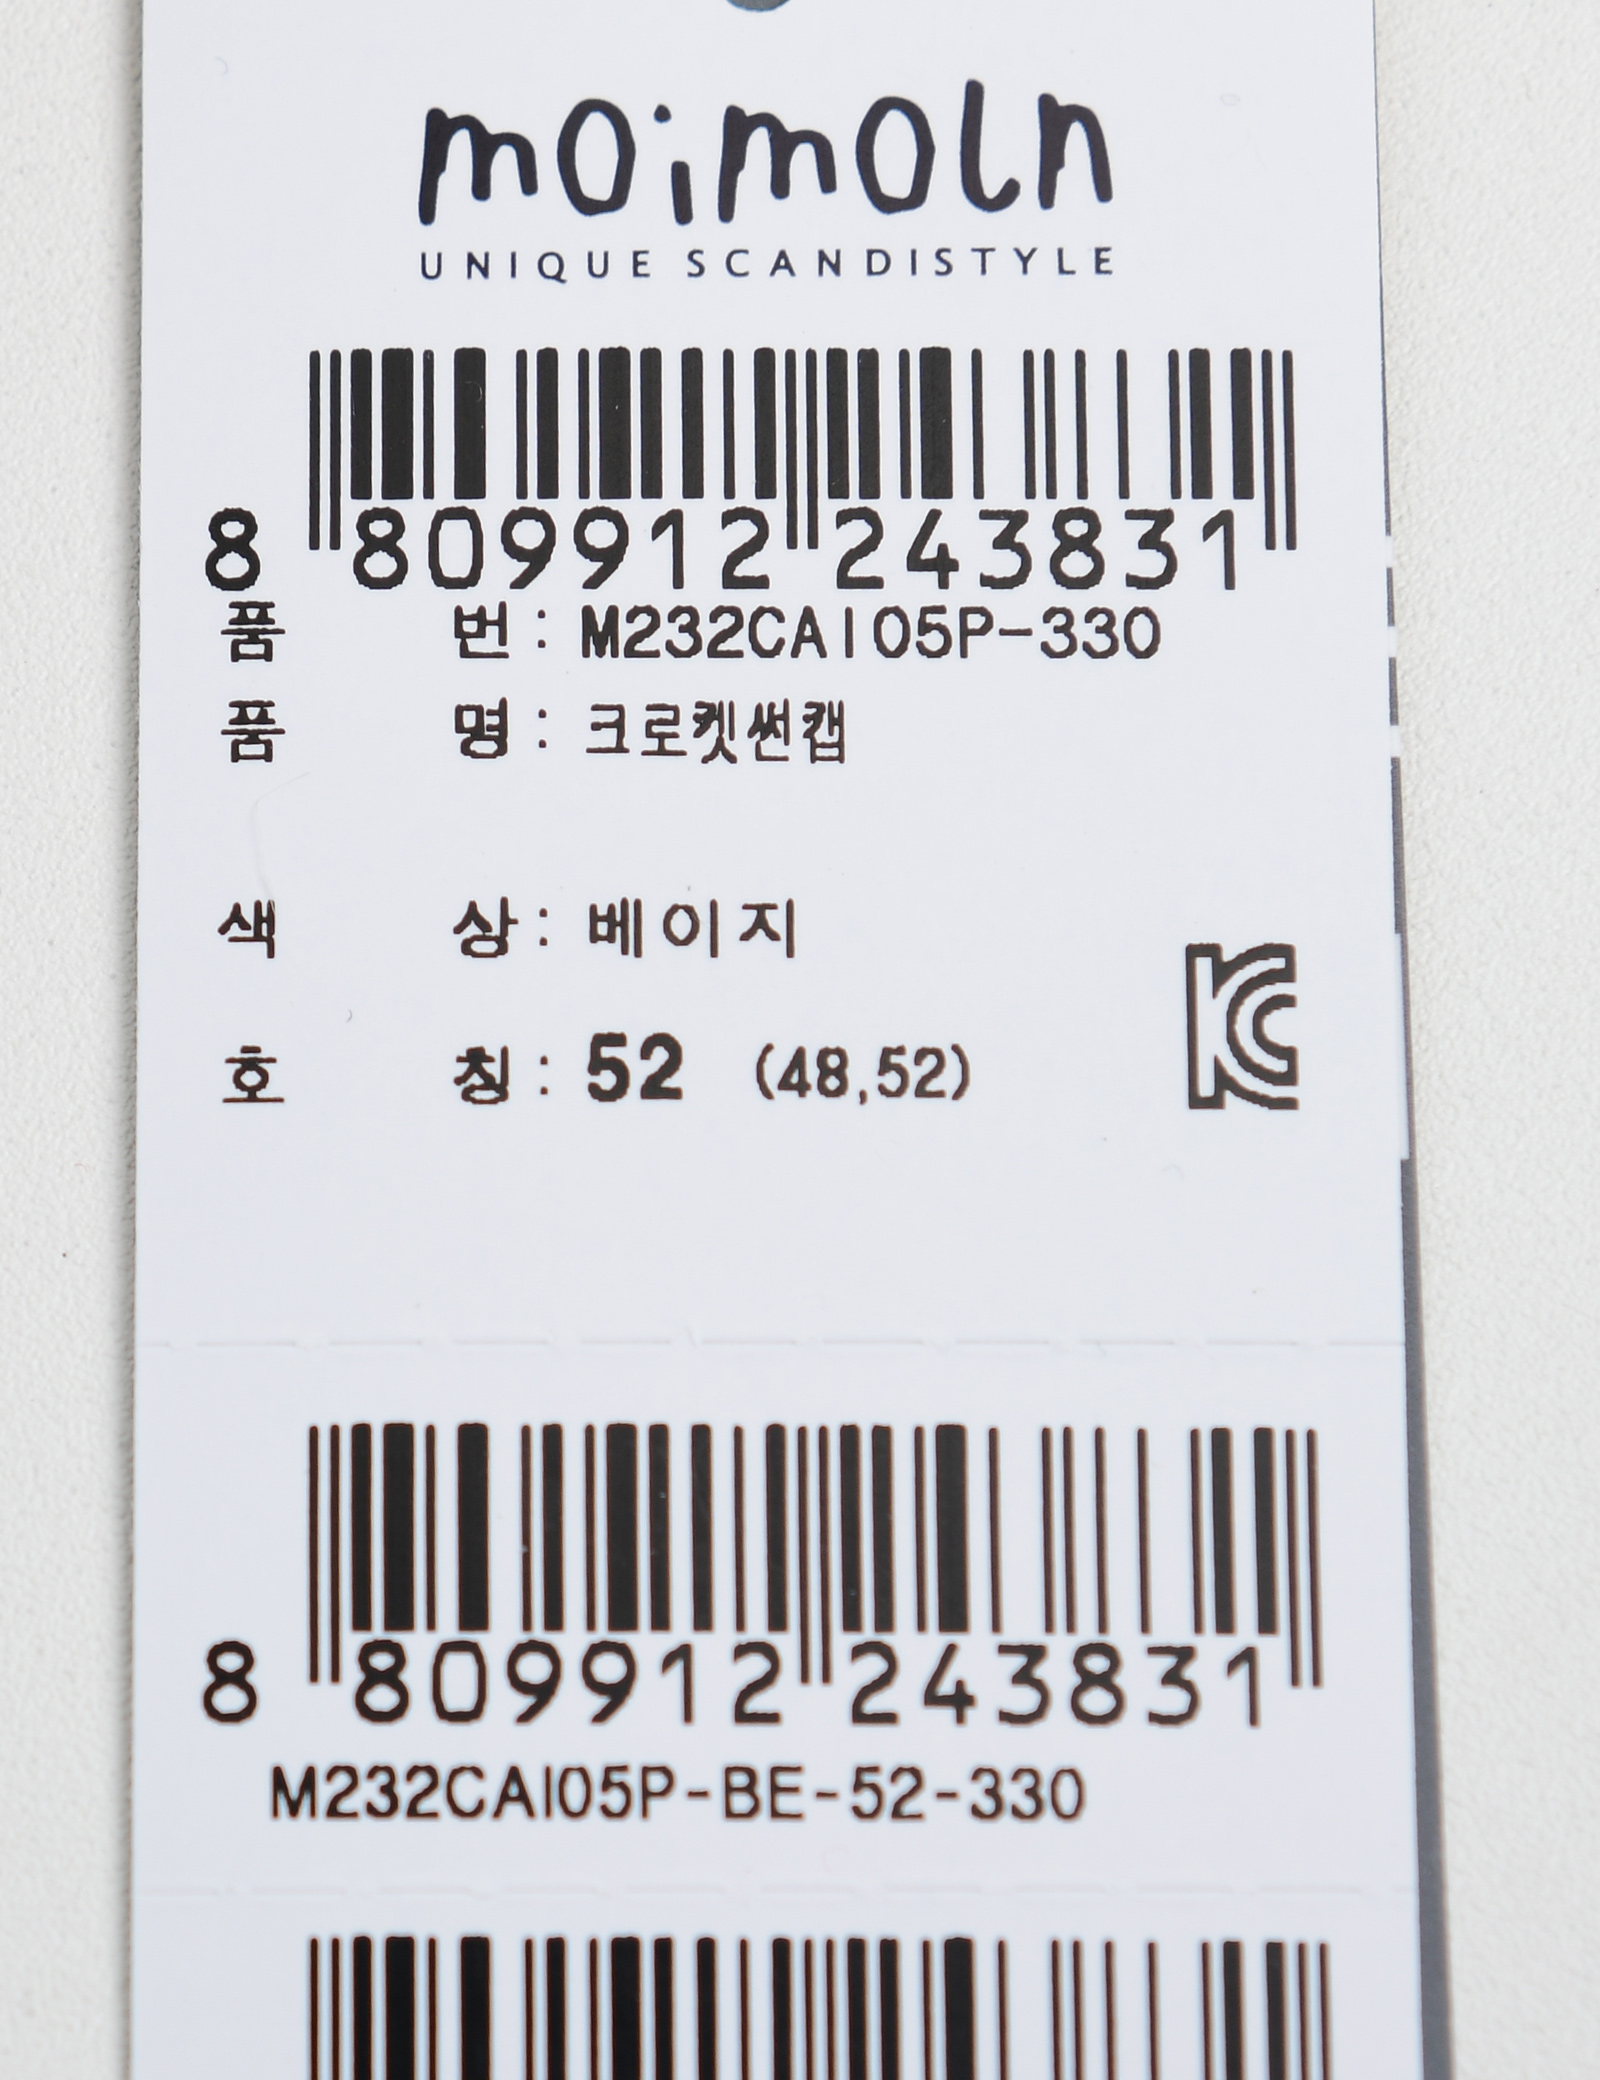 moimoln
UNIQUE SCANDISTYLE
8 809912 243831
품 번 : M232CAI05P-330
품 명 : 크로켓썬캡
색 상 : 베이지
호 칭 : 52 (48,52)
KC
8 809912 243831
M232CAI05P-BE-52-330